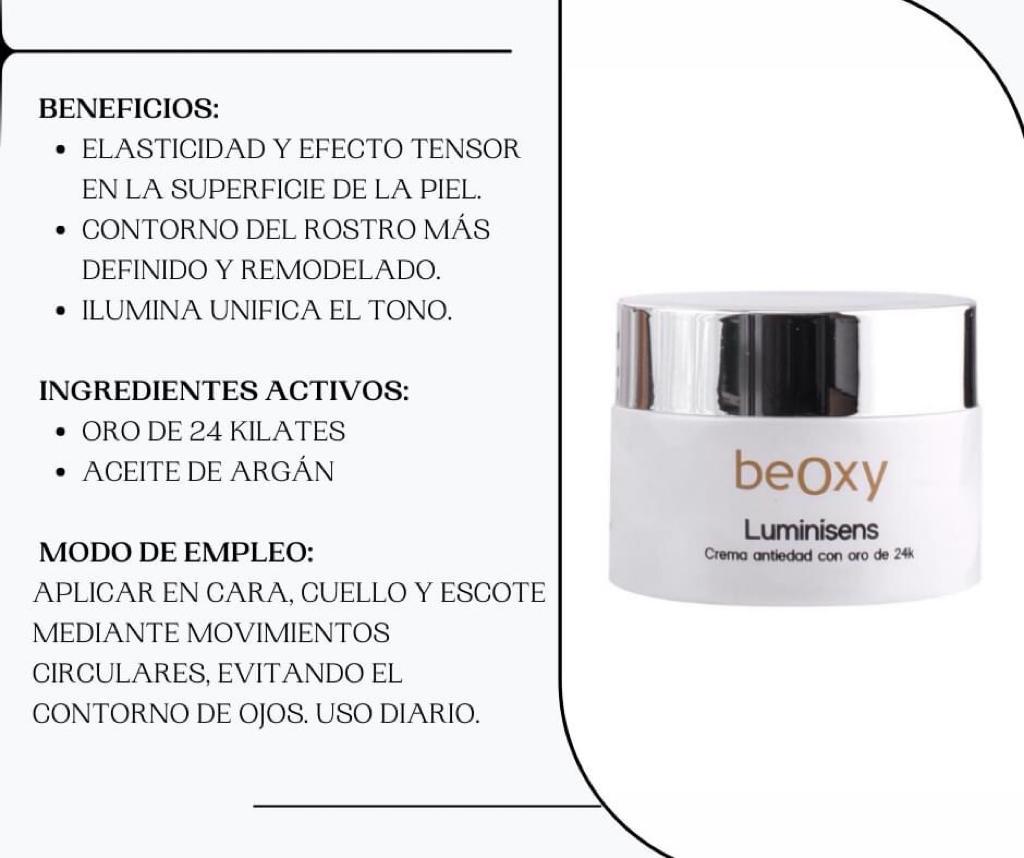 BENEFICIOS:
• ELASTICIDAD Y EFECTO TENSOR
EN LA SUPERFICIE DE LA PIEL.
• CONTORNO DEL ROSTRO MÁS
DEFINIDO Y REMODELADO.
• ILUMINA UNIFICA EL TONO.
INGREDIENTES ACTIVOS:
• ORO DE 24 KILATES
• ACEITE DE ARGÁN
MODO DE EMPLEO:
APLICAR EN CARA, CUELLO Y ESCOTE
MEDIANTE MOVIMIENTOS
CIRCULARES, EVITANDO EL
CONTORNO DE OJOS. USO DIARIO.
beOxy
Luminisens
Crema antiedad con oro de 24k